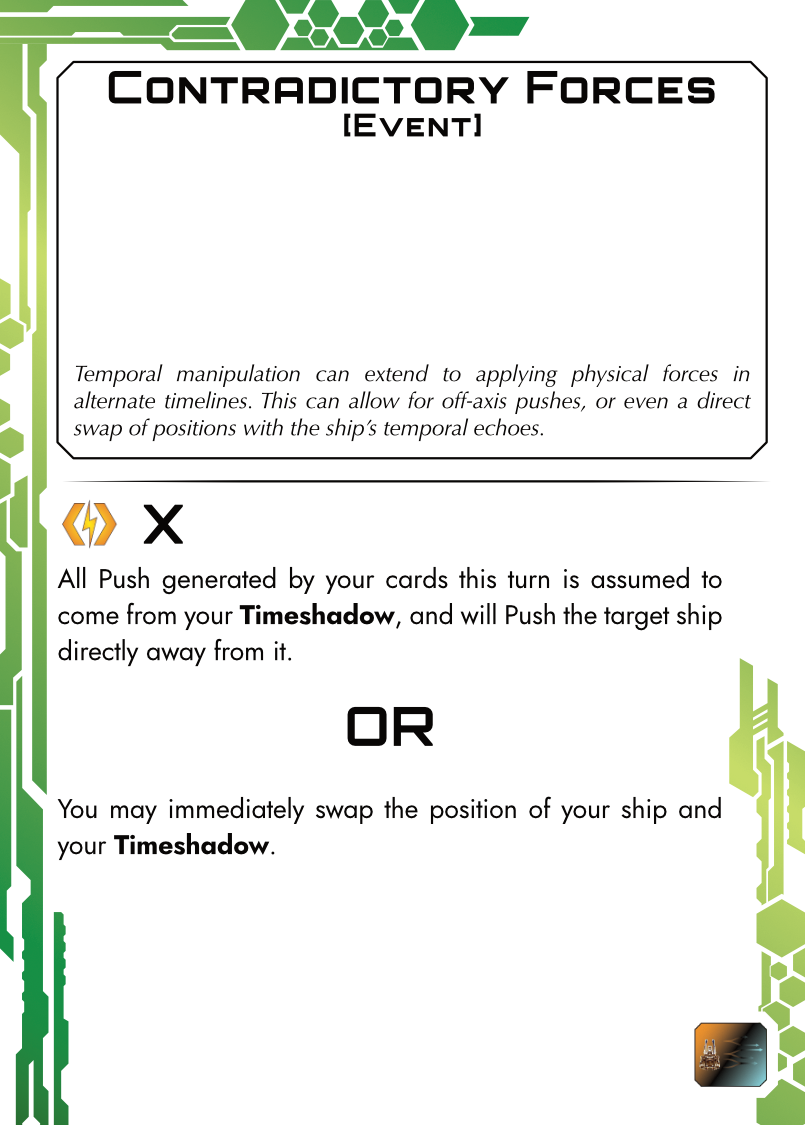 Contradictory Forces
[Event]
Temporal manipulation can extend to applying physical forces in
alternate timelines. This can allow for off-axis pushes, or even a direct
swap of positions with the ship's temporal echoes.
X
All Push generated by your cards this turn is assumed to
come from your Timeshadow, and will Push the target ship
directly away from it.
OR
You may immediately swap the position of your ship and
your Timeshadow.